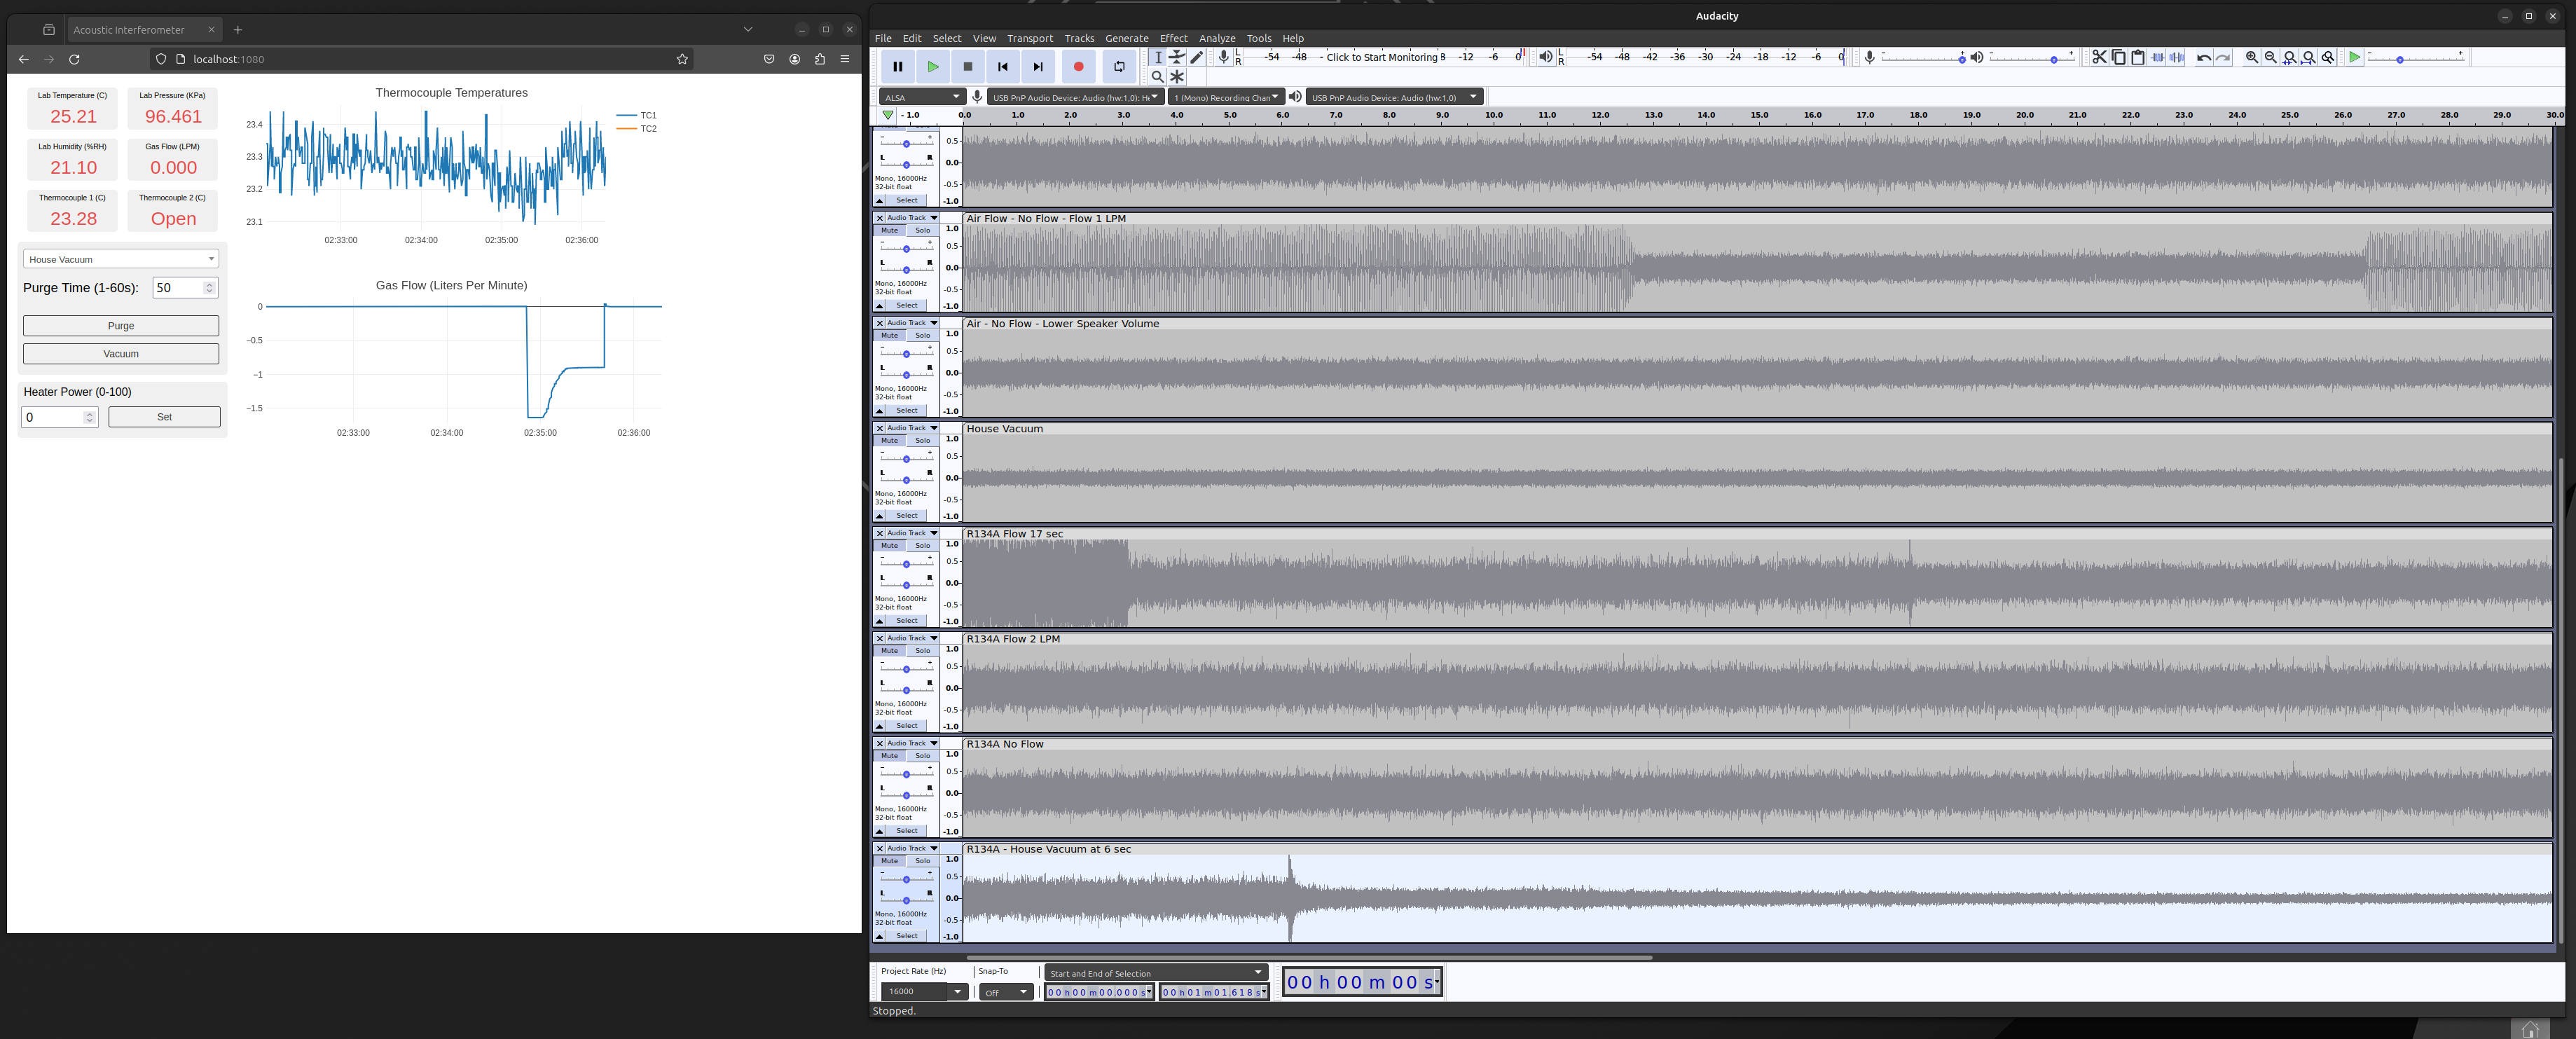 Acoustic Interferometer
localhost:1080
Lab Temperature (C)
25.21
Lab Pressure (KPa)
96.461
Lab Humidity (%RH)
21.10
Gas Flow (LPM)
0.000
Thermocouple 1 (C)
23.28
Thermocouple 2 (C)
Open
House Vacuum
Purge Time (1-60s): 50
Purge
Vacuum
Heater Power (0-100)
0 Set
Thermocouple Temperatures
TC1
TC2
23.4
23.3
23.2
23.1
02:33:00 02:34:00 02:35:00 02:36:00
Gas Flow (Liters Per Minute)
0
−0.5
−1
−1.5
02:33:00 02:34:00 02:35:00 02:36:00
Audacity
File Edit Select View Transport Tracks Generate Effect Analyze Tools Help
L
R
-54 -48 - Click to Start Monitoring 8 -12 -6 0
L
R
-54 -48 -42 -36 -30 -24 -18 -12 -6 0
ALSA
USB PnP Audio Device: Audio (hw:1,0): H
1 (Mono) Recording Chan
USB PnP Audio Device: Audio (hw:1,0)
- 1.0 0.0 1.0 2.0 3.0 4.0 5.0 6.0 7.0 8.0 9.0 10.0 11.0 12.0 13.0 14.0 15.0 16.0 17.0 18.0 19.0 20.0 21.0 22.0 23.0 24.0 25.0 26.0 27.0 28.0 29.0 30.0
- +
L R
Mono, 16000Hz
32-bit float
Select
0.5
0.0
-0.5
-1.0
Audio Track
Air Flow - No Flow - Flow 1 LPM
Mute Solo
- +
L R
Mono, 16000Hz
32-bit float
Select
1.0
0.5
0.0
-0.5
-1.0
Audio Track
Air - No Flow - Lower Speaker Volume
Mute Solo
- +
L R
Mono, 16000Hz
32-bit float
Select
1.0
0.5
0.0
-0.5
-1.0
Audio Track
House Vacuum
Mute Solo
- +
L R
Mono, 16000Hz
32-bit float
Select
1.0
0.5
0.0
-0.5
-1.0
Audio Track
R134A Flow 17 sec
Mute Solo
- +
L R
Mono, 16000Hz
32-bit float
Select
1.0
0.5
0.0
-0.5
-1.0
Audio Track
R134A Flow 2 LPM
Mute Solo
- +
L R
Mono, 16000Hz
32-bit float
Select
1.0
0.5
0.0
-0.5
-1.0
Audio Track
R134A No Flow
Mute Solo
- +
L R
Mono, 16000Hz
32-bit float
Select
1.0
0.5
0.0
-0.5
-1.0
Audio Track
R134A - House Vacuum at 6 sec
Mute Solo
- +
L R
Mono, 16000Hz
32-bit float
Select
1.0
0.5
0.0
-0.5
-1.0
Project Rate (Hz)
Snap-To
Start and End of Selection
16000
Off
00 h 00 m 00.000 s
00 h 01 m 01.618 s
00 h 00 m 00 s
Stopped.